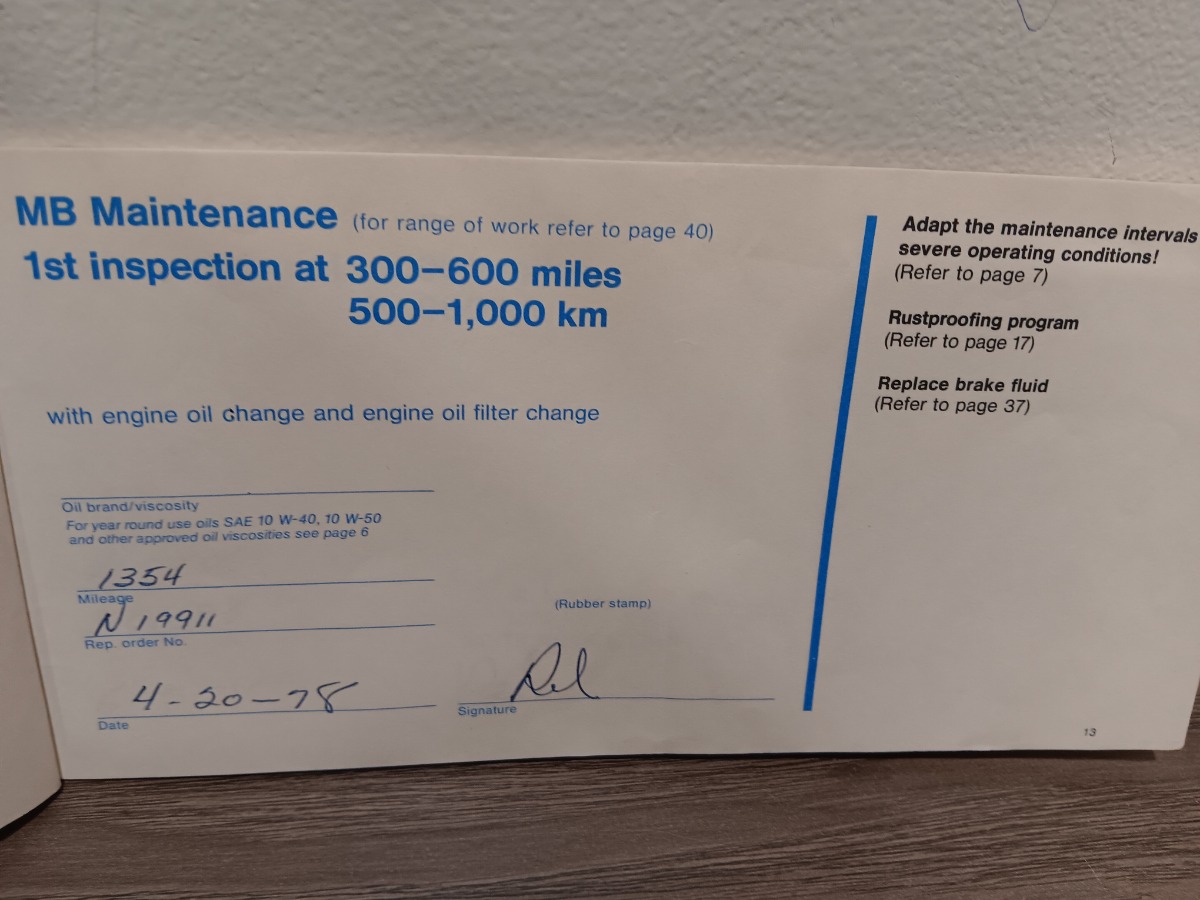 MB Maintenance (for range of work refer to page 40)
1st inspection at 300–600 miles
500–1,000 km
with engine oil change and engine oil filter change
Oil brand/viscosity
For year round use oils SAE 10 W-40, 10 W-50
and other approved oil viscosities see page 6
1354
Mileage
N 19911
Rep. order No.
4-20-78
Date
(Rubber stamp)
Signature
Adapt the maintenance intervals
severe operating conditions!
(Refer to page 7)
Rustproofing program
(Refer to page 17)
Replace brake fluid
(Refer to page 37)
13